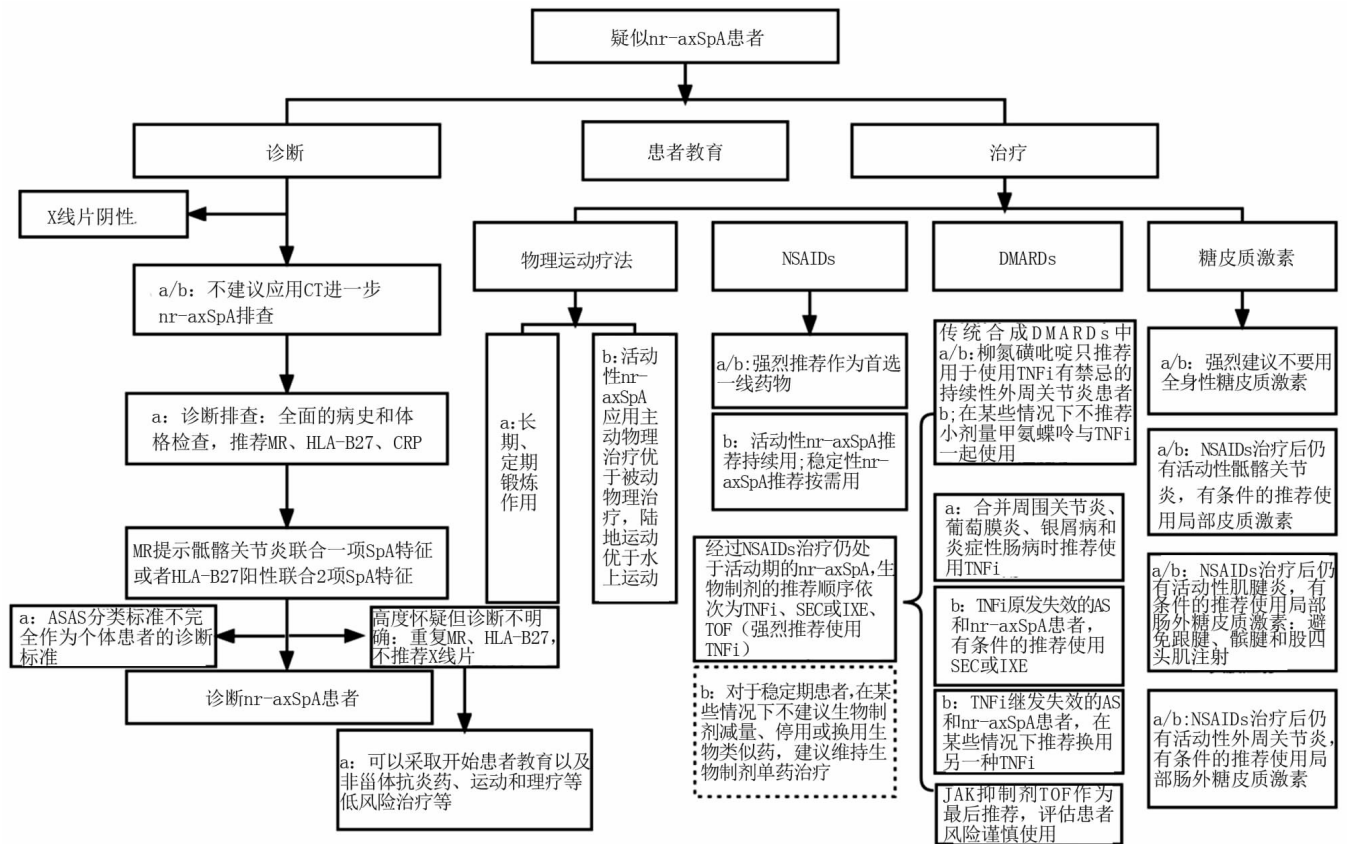 疑似nr-axSpA患者
诊断
患者教育
治疗
X线片阴性
a/b：不建议应用CT进一步
nr-axSpA排查
a：诊断排查：全面的病史和体
格检查，推荐MR、HLA-B27、CRP
MR提示骶髂关节炎联合一项SpA特征
或者HLA-B27阳性联合2项SpA特征
a：ASAS分类标准不完
全作为个体患者的诊断
标准
高度怀疑但诊断不明
确：重复MR、HLA-B27，
不推荐X线片
诊断nr-axSpA患者
a：可以采取开始患者教育以及
非甾体抗炎药、运动和理疗等
低风险治疗等
物理运动疗法
a:长
期、
定期
锻炼
作用
b:活动
性nr-
axSpA
应用主
动物理
治疗优
于被动
物理治
疗，陆
地运动
优于水
上运动
NSAIDs
a/b:强烈推荐作为首选
一线药物
b：活动性nr-axSpA推
荐持续用;稳定性nr-
axSpA推荐按需用
经过NSAIDs治疗仍处
于活动期的nr-axSpA,生
物制剂的推荐顺序依
次为TNFi、SEC或IXE、
TOF（强烈推荐使用
TNFi）
b：对于稳定期患者,在某
些情况下不建议生物制
剂减量、停用或换用生
物类似药，建议维持生
物制剂单药治疗
DMARDs
传统合成DMARDs中
a/b:柳氮磺吡啶只推荐
用于使用TNFi有禁忌的
持续性外周关节炎患者
b;在某些情况下不推荐
小剂量甲氨蝶呤与TNFi
一起使用
a：合并周围关节炎、
葡萄膜炎、银屑病和
炎症性肠病时推荐使
用TNFi
b：TNFi原发失效的AS
和nr-axSpA患者，
有条件的推荐使用
SEC或IXE
b：TNFi继发失效的AS
和nr-axSpA患者，在
某些情况下推荐换用
另一种TNFi
JAK抑制剂TOF作为
最后推荐，评估患者
风险谨慎使用
糖皮质激素
a/b：强烈建议不要用
全身性糖皮质激素
a/b：NSAIDs治疗后仍
有活动性骶髂关节
炎，有条件的推荐使
用局部皮质激素
a/b：NSAIDs治疗后仍
有活动性肌腱炎，有
条件的推荐使用局部
肠外糖皮质激素：避
免跟腱、髌腱和股四
头肌注射
a/b:NSAIDs治疗后仍
有活动性外周关节炎，
有条件的推荐使用局
部肠外糖皮质激素